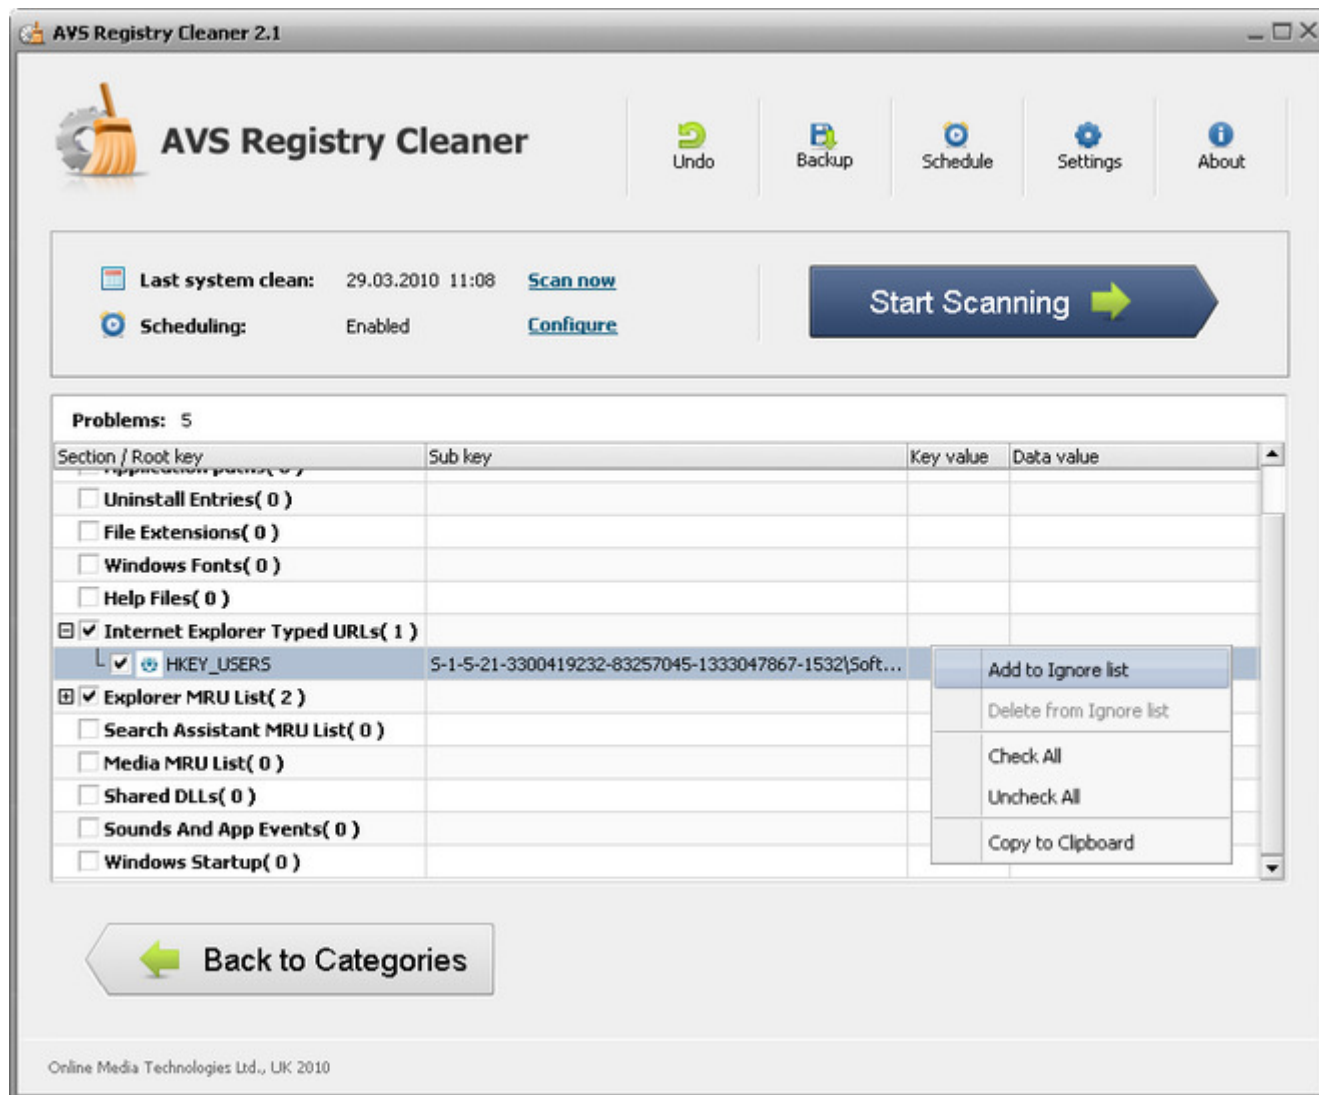 AVS Registry Cleaner 2.1
AVS Registry Cleaner
Undo
Backup
Schedule
Settings
About
Last system clean: 29.03.2010 11:08 Scan now
Start Scanning
Scheduling: Enabled Configure
Problems: 5
Section / Root key Sub key Key value Data value
Application paths( 0 )
Uninstall Entries( 0 )
File Extensions( 0 )
Windows Fonts( 0 )
Help Files( 0 )
Internet Explorer Typed URLs( 1 )
HKEY_USERS S-1-5-21-3300419232-83257045-1333047867-1532\Soft...
Explorer MRU List( 2 )
Search Assistant MRU List( 0 )
Media MRU List( 0 )
Shared DLLs( 0 )
Sounds And App Events( 0 )
Windows Startup( 0 )
Add to Ignore list
Delete from Ignore list
Check All
Uncheck All
Copy to Clipboard
Back to Categories
Online Media Technologies Ltd., UK 2010